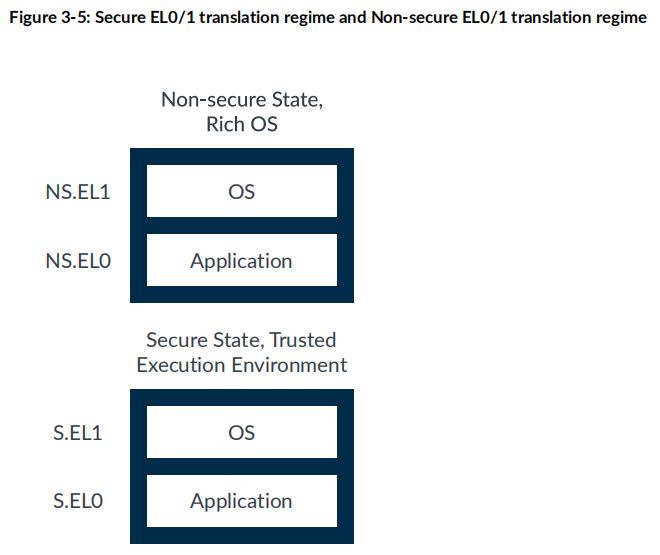 Figure 3-5: Secure EL0/1 translation regime and Non-secure EL0/1 translation regime
Non-secure State,
Rich OS
NS.EL1
OS
NS.EL0
Application
Secure State, Trusted
Execution Environment
S.EL1
OS
S.EL0
Application